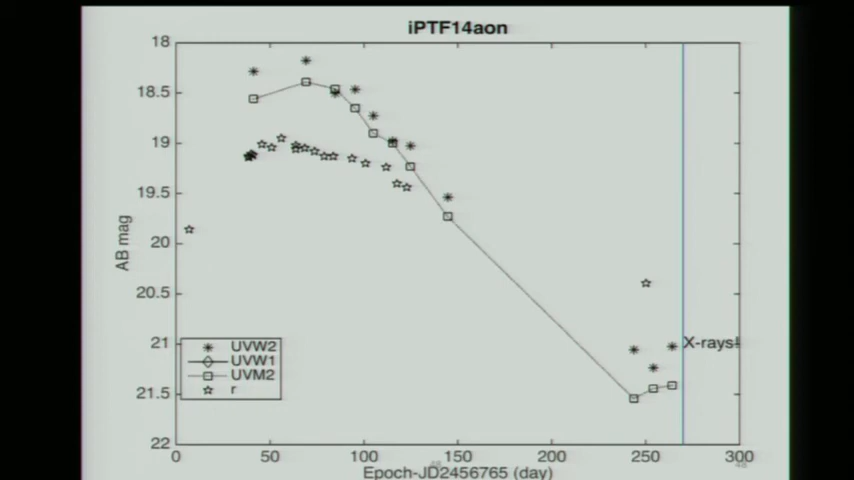 iPTF14aon
18
18.5
19
19.5
20
20.5
21
21.5
22
AB mag
UVW2
UVW1
UVM2
r
X-rays!
0 50 100 150 200 250 300
Epoch-JD2456765 (day)